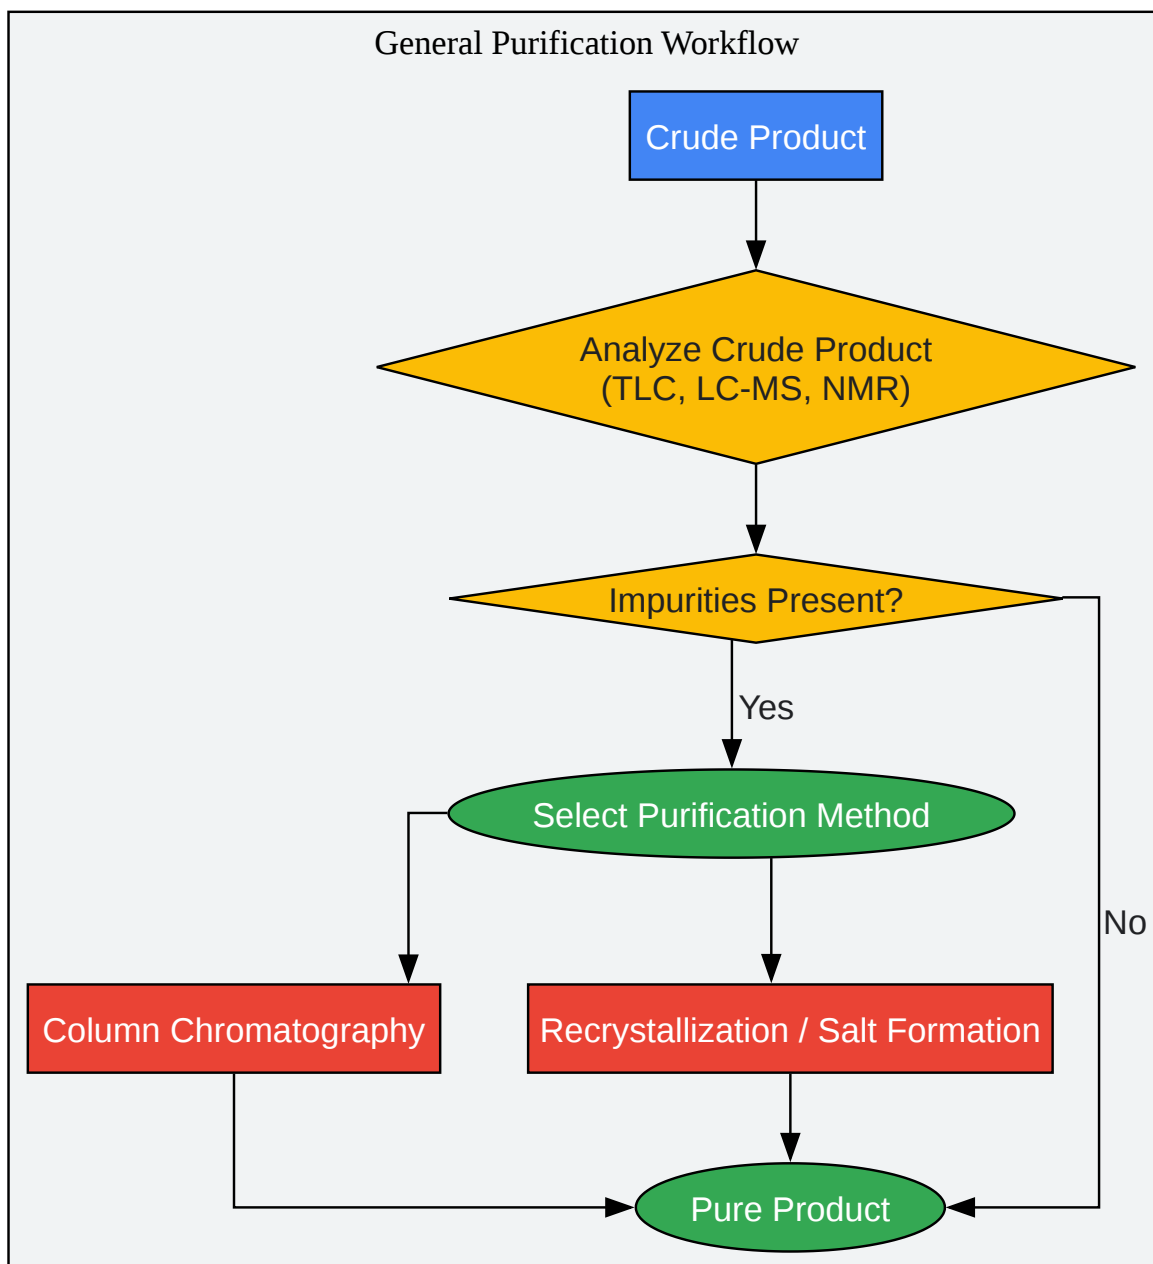 General Purification Workflow
Crude Product
Analyze Crude Product
(TLC, LC-MS, NMR)
Impurities Present?
Yes
Select Purification Method
No
Column Chromatography
Recrystallization / Salt Formation
Pure Product